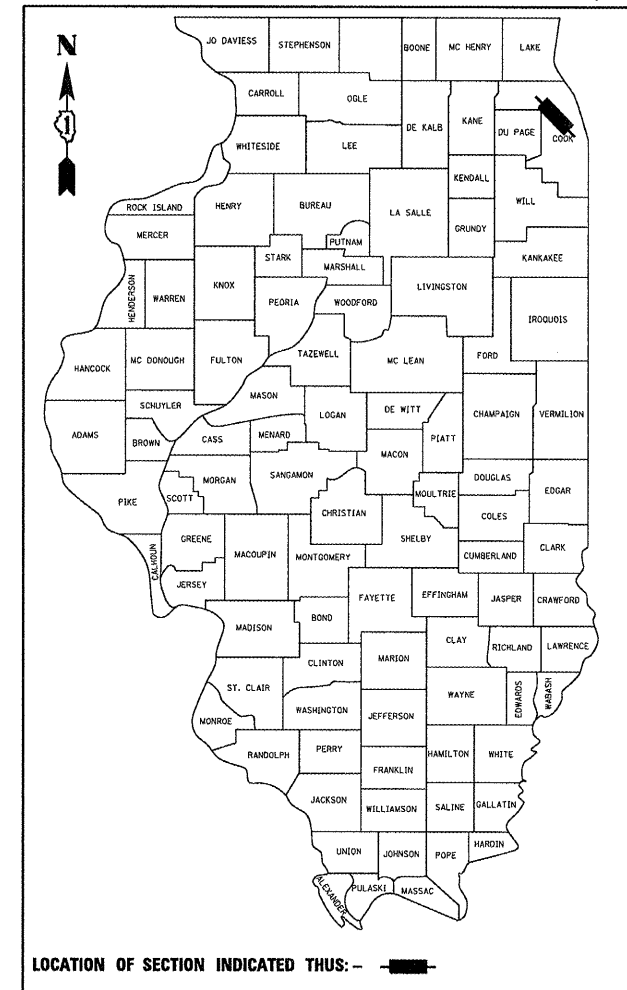 JO DAVIESS STEPHENSON BOONE MC HENRY LAKE
N
CARROLL OGLE DE KALB KANE DU PAGE COOK
1
WHITESIDE LEE
KENDALL
ROCK ISLAND HENRY BUREAU LA SALLE GRUNDY WILL
MERCER PUTNAM
STARK MARSHALL KANKAKEE
HENDERSON WARREN KNOX PEORIA WOODFORD LIVINGSTON IROQUOIS
HANCOCK MC DONOUGH FULTON TAZEWELL MC LEAN FORD
SCHUYLER MASON LOGAN DE WITT CHAMPAIGN VERMILION
ADAMS BROWN CASS MENARD MACON PIATT
PIKE SCOTT MORGAN SANGAMON MOULTRIE DOUGLAS EDGAR
CHRISTIAN COLES
CALHOUN GREENE MACOUPIN MONTGOMERY SHELBY CUMBERLAND CLARK
JERSEY FAYETTE EFFINGHAM JASPER CRAWFORD
MADISON BOND
CLAY RICHLAND LAWRENCE
CLINTON MARION
ST. CLAIR WAYNE EDWARDS WABASH
MONROE WASHINGTON JEFFERSON
RANDOLPH PERRY HAMILTON WHITE
FRANKLIN
JACKSON WILLIAMSON SALINE GALLATIN
UNION JOHNSON POPE HARDIN
ALEXANDER PULASKI MASSAC
LOCATION OF SECTION INDICATED THUS: –